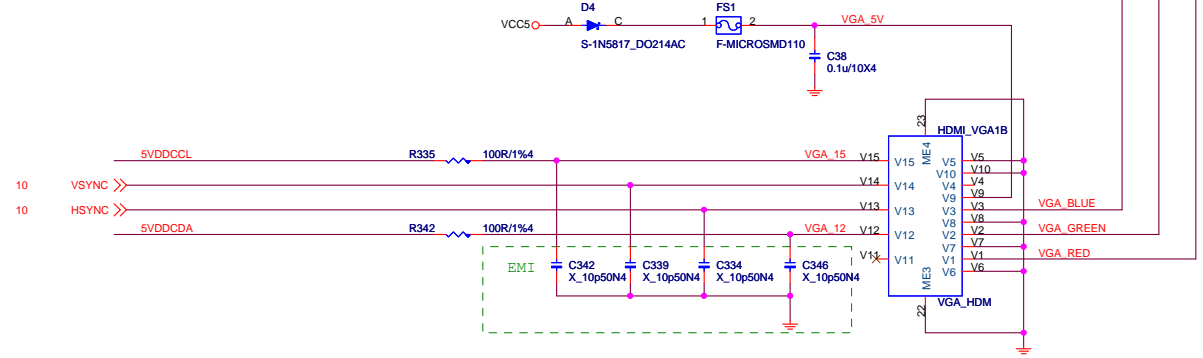 D4
FS1
VCC5
A
C
1
2
VGA_5V
S-1N5817_DO214AC
F-MICROSMD110
C38
0.1u/10X4
23
HDMI_VGA1B
ME4
5VDDCCL
R335
100R/1%4
VGA_15
V15
V15
V5
V5
V10
V10
10
VSYNC
V14
V14
V4
V4
V9
V9
10
HSYNC
V13
V13
V3
V3
VGA_BLUE
V8
V8
5VDDCDA
R342
100R/1%4
VGA_12
V12
V12
V2
V2
VGA_GREEN
V7
V7
EMI
V11
V11
V1
V1
VGA_RED
V6
V6
C342
X_10p50N4
C339
X_10p50N4
C334
X_10p50N4
C346
X_10p50N4
ME3
22
VGA_HDM